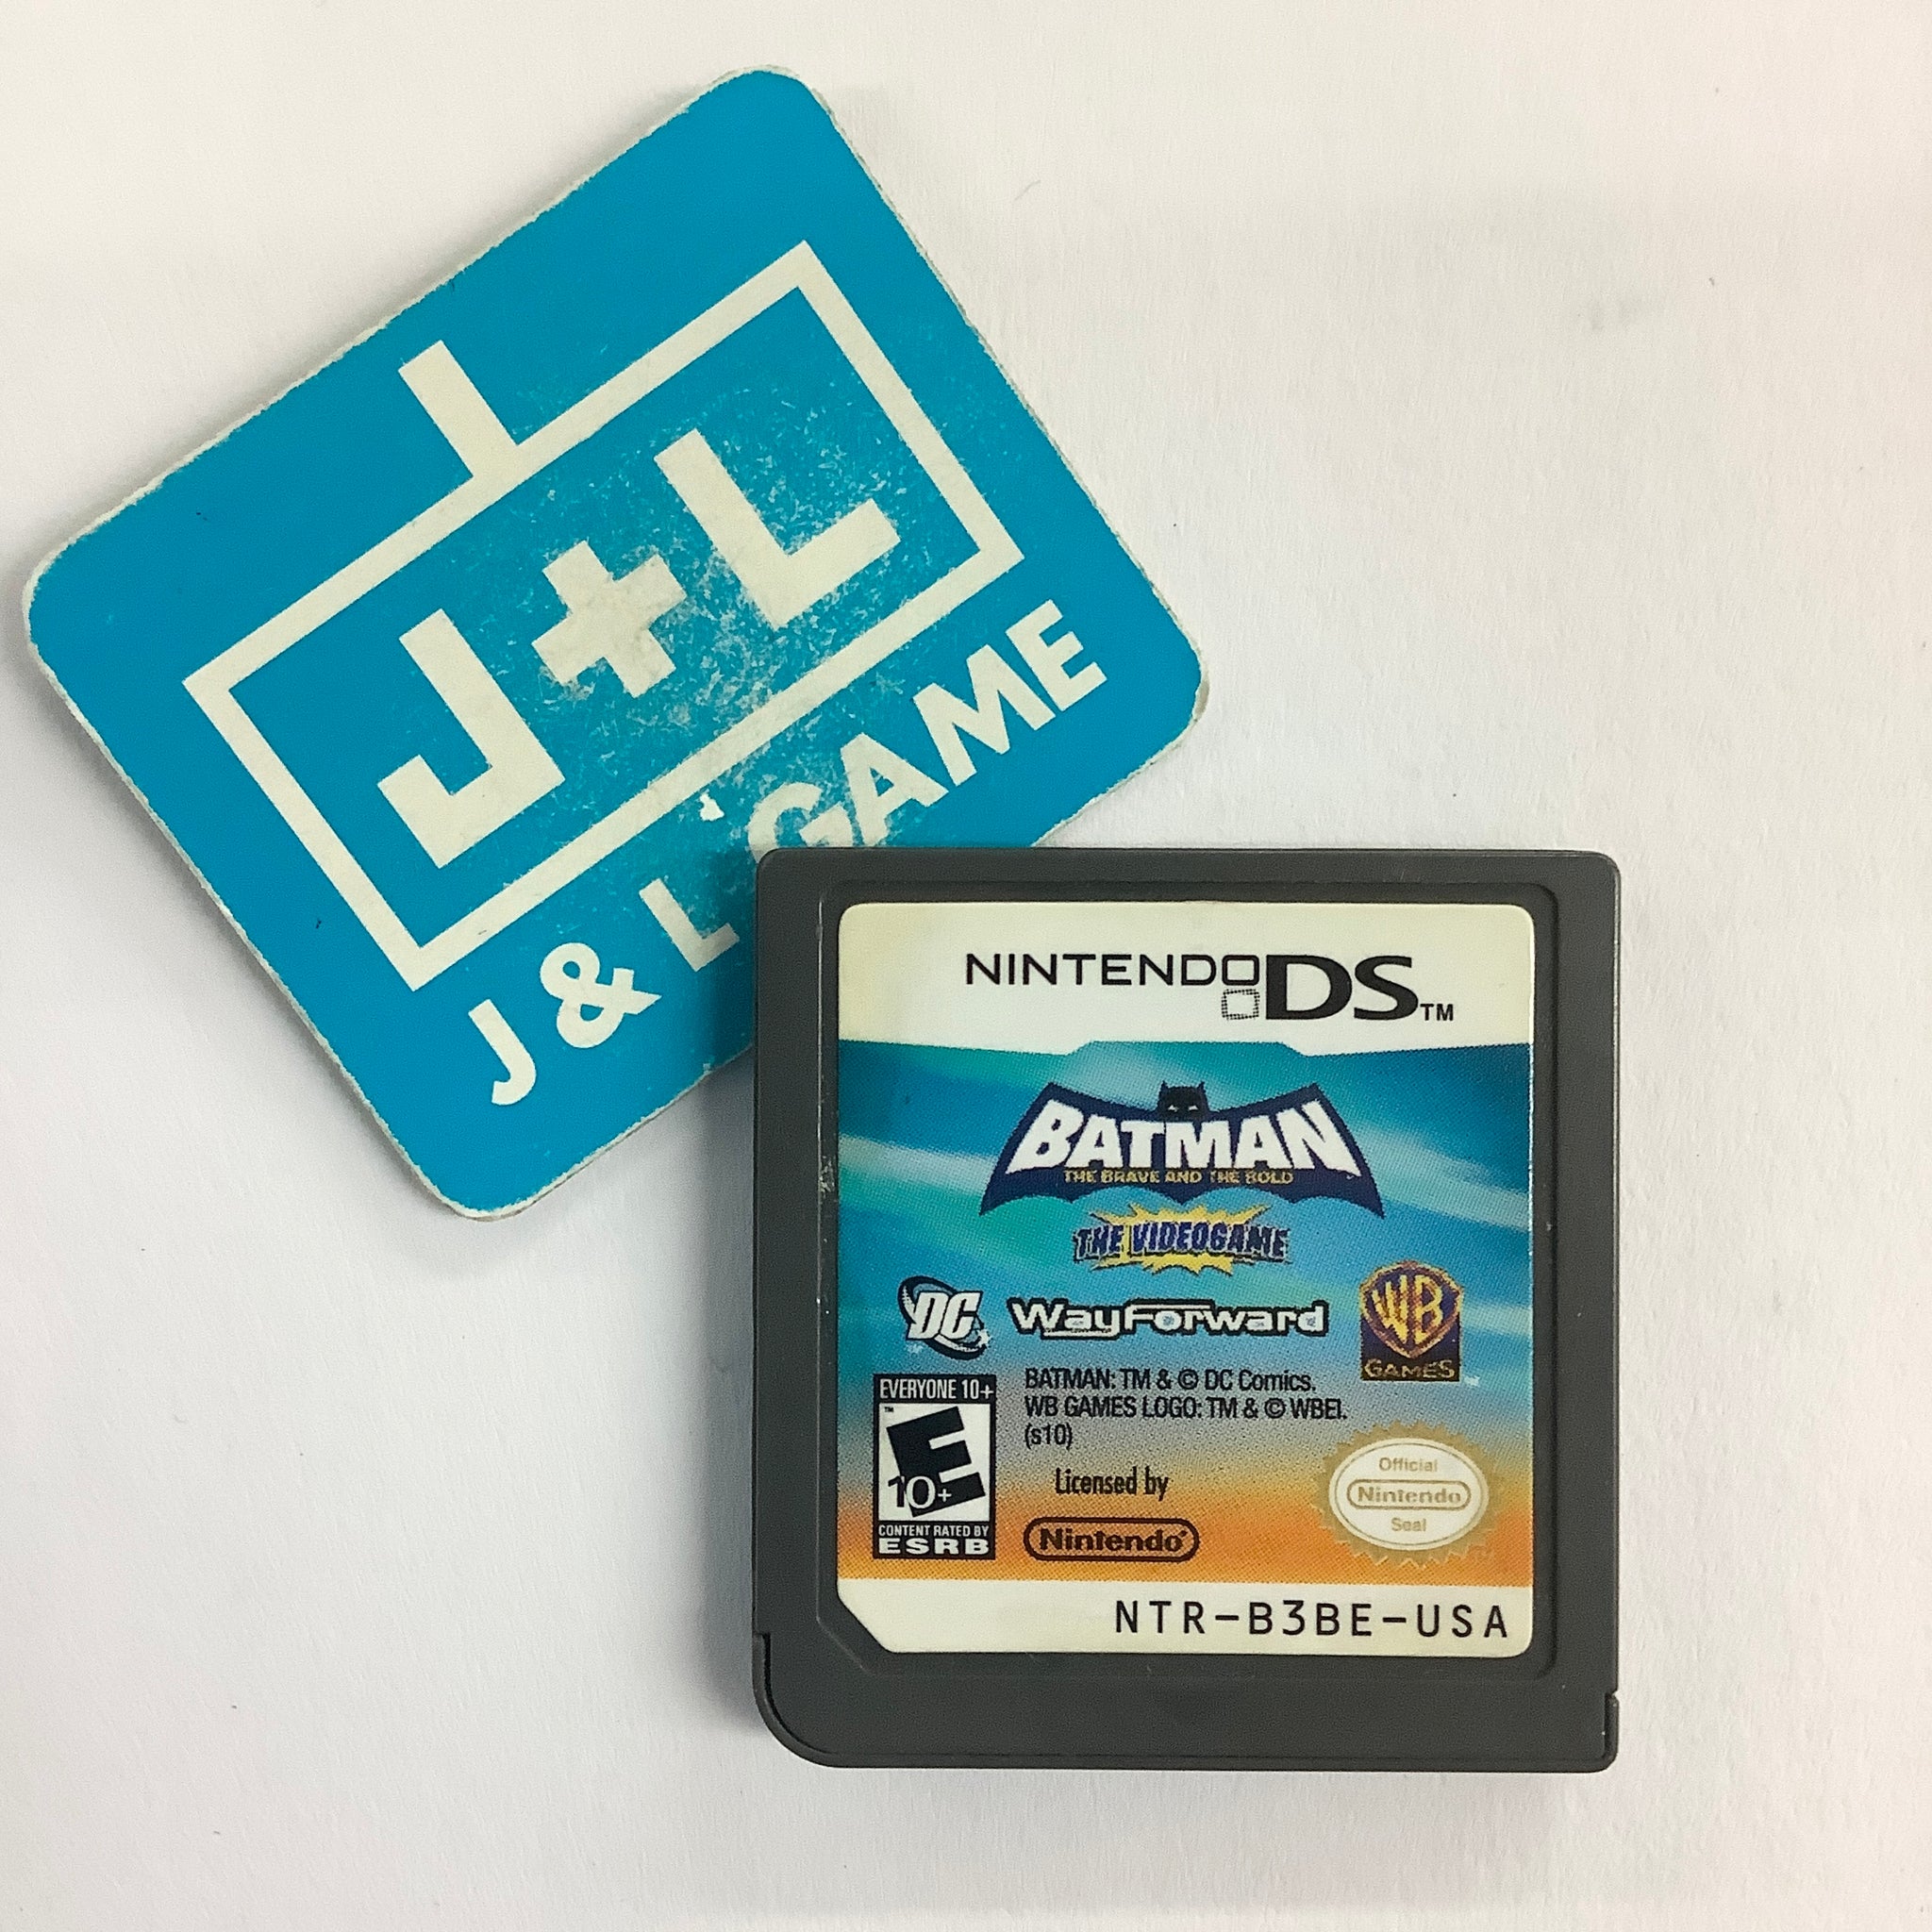 J+L
J & L GAME
NINTENDO DS™
BATMAN
THE BRAVE AND THE BOLD
THE VIDEOGAME
DC
WayForward
WB
GAMES
EVERYONE 10+
™
E
10+
CONTENT RATED BY
ESRB
BATMAN: TM & © DC Comics.
WB GAMES LOGO: TM & © WBEI.
(s10)
Licensed by
Nintendo®
Official
Nintendo
Seal
NTR-B3BE-USA